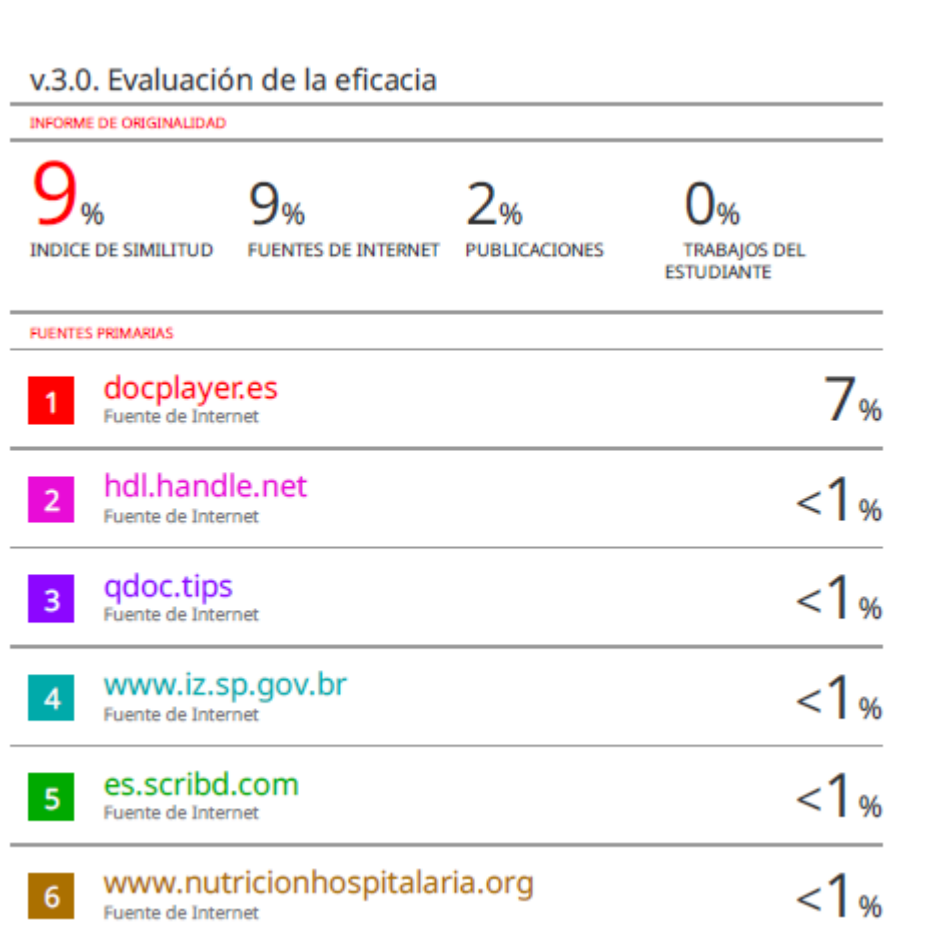 v.3.0. Evaluación de la eficacia
INFORME DE ORIGINALIDAD
9% 9% 2% 0%
INDICE DE SIMILITUD FUENTES DE INTERNET PUBLICACIONES TRABAJOS DEL
ESTUDIANTE
FUENTES PRIMARIAS
1 docplayer.es 7%
Fuente de Internet
2 hdl.handle.net <1%
Fuente de Internet
3 qdoc.tips <1%
Fuente de Internet
4 www.iz.sp.gov.br <1%
Fuente de Internet
5 es.scribd.com <1%
Fuente de Internet
6 www.nutricionhospitalaria.org <1%
Fuente de Internet